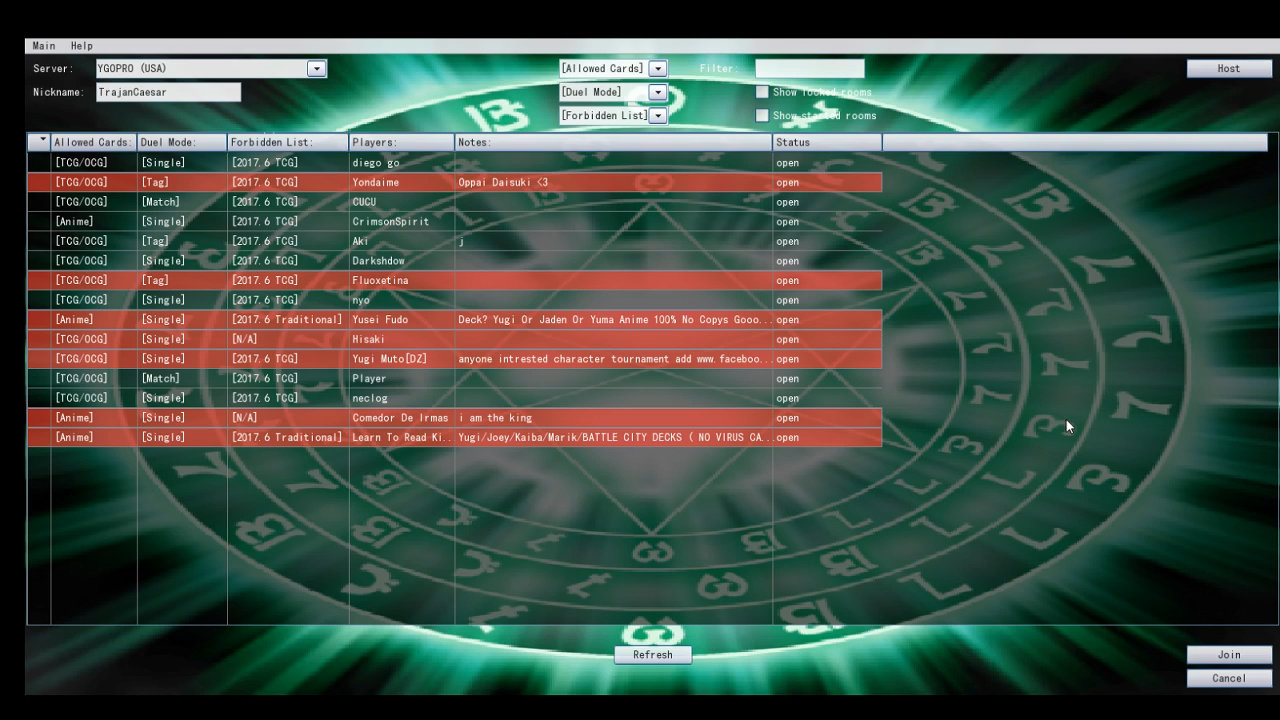 Main Help
Server: YGOPRO (USA) [Allowed Cards] Filter: Host
Nickname: TrajanCaesar [Duel Mode] Show locked rooms
[Forbidden List] Show started rooms
Allowed Cards: Duel Mode: Forbidden List: Players: Notes: Status
[TCG/OCG] [Single] [2017.6 TCG] diego go open
[TCG/OCG] [Tag] [2017.6 TCG] Yondaime Oppai Daisuki <3 open
[TCG/OCG] [Match] [2017.6 TCG] CUCU open
[Anime] [Single] [2017.6 TCG] CrimsonSpirit open
[TCG/OCG] [Tag] [2017.6 TCG] Aki j open
[TCG/OCG] [Single] [2017.6 TCG] Darkshdow open
[TCG/OCG] [Tag] [2017.6 TCG] Fluoxetina open
[TCG/OCG] [Single] [2017.6 TCG] nyo open
[Anime] [Single] [2017.6 Traditional] Yusei Fudo Deck? Yugi Or Jaden Or Yuma Anime 100% No Copys Gooo... open
[TCG/OCG] [Single] [N/A] Hisaki open
[TCG/OCG] [Single] [2017.6 TCG] Yugi Muto[DZ] anyone intrested character tournament add www.faceboo... open
[TCG/OCG] [Match] [2017.6 TCG] Player open
[TCG/OCG] [Single] [2017.6 TCG] neclog open
[Anime] [Single] [N/A] Comedor De Irmas i am the king open
[Anime] [Single] [2017.6 Traditional] Learn To Read Ki... Yugi/Joey/Kaiba/Marik/BATTLE CITY DECKS ( NO VIRUS CA... open
Refresh Join
Cancel